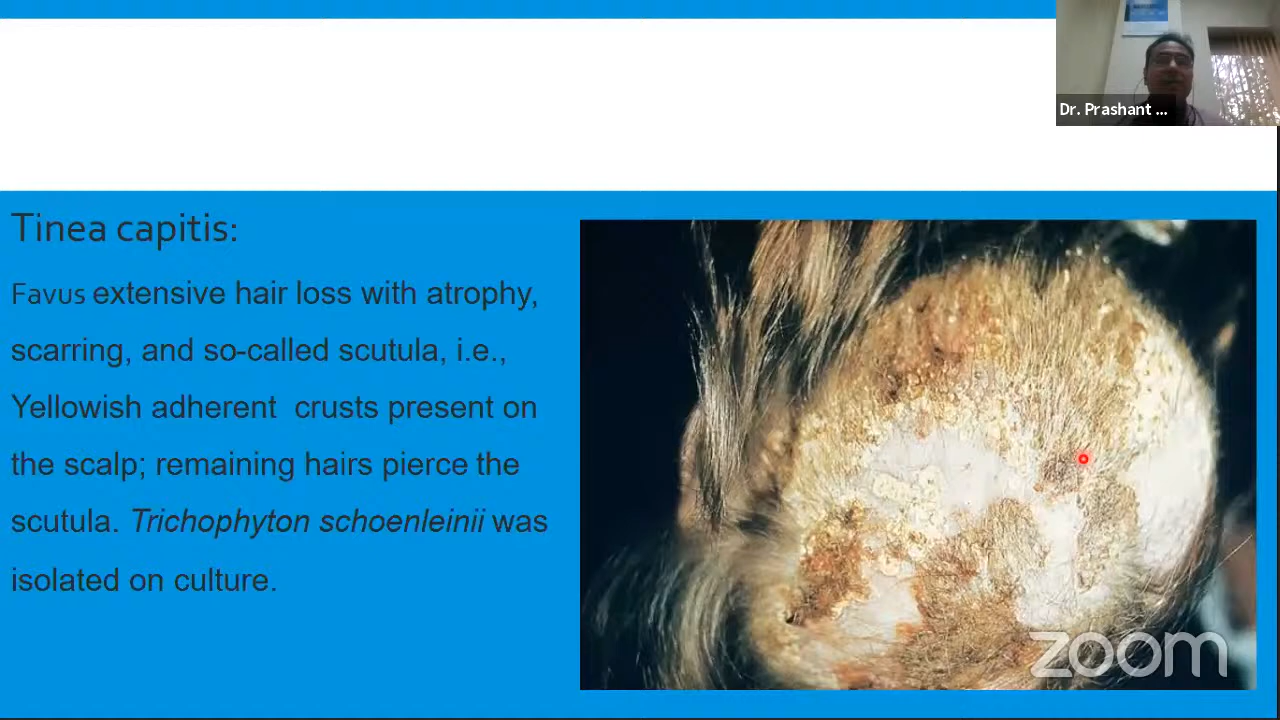 Dr. Prashant ...
Tinea capitis:
Favus extensive hair loss with atrophy,
scarring, and so-called scutula, i.e.,
Yellowish adherent crusts present on
the scalp; remaining hairs pierce the
scutula. Trichophyton schoenleinii was
isolated on culture.
zoom